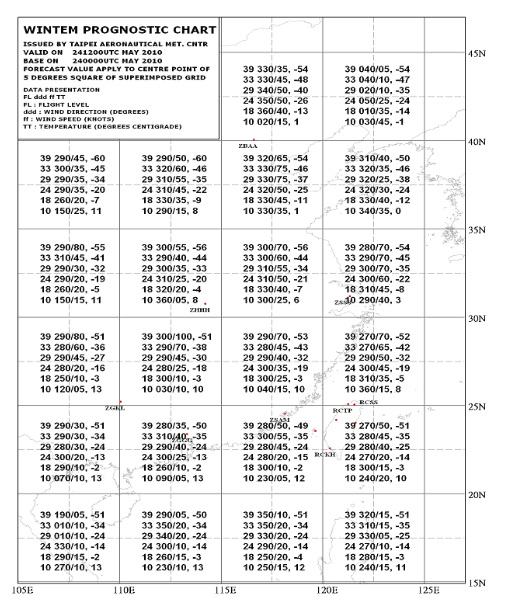 WINTEM PROGNOSTIC CHART
ISSUED BY TAIPEI AERONAUTICAL MET. CNTR
VALID ON 241200UTC MAY 2010
BASE ON 240000UTC MAY 2010
FORECAST VALUE APPLY TO CENTRE POINT OF
5 DEGREES SQUARE OF SUPERIMPOSED GRID
DATA PRESENTATION
FL ddd ff TT
FL : FLIGHT LEVEL
ddd : WIND DIRECTION (DEGREES)
ff : WIND SPEED (KNOTS)
TT : TEMPERATURE (DEGREES CENTIGRADE)
45N
39 330/35, -54 39 040/05, -54
33 330/45, -48 33 040/10, -47
29 340/40, -40 29 020/10, -35
24 350/50, -26 24 050/25, -24
18 360/40, -13 18 010/35, -14
10 020/15, 1 10 030/45, -1
40N
ZBAA
39 290/45, -60 39 290/50, -60 39 320/65, -54 39 310/40, -50
33 300/35, -45 33 320/60, -46 33 330/75, -46 33 320/35, -46
29 290/35, -34 29 310/55, -35 29 330/75, -37 29 320/25, -38
24 290/35, -20 24 310/45, -22 24 320/50, -25 24 320/30, -24
18 260/20, -7 18 330/35, -9 18 330/45, -11 18 330/40, -12
10 150/25, 11 10 290/15, 8 10 330/35, 1 10 340/35, 0
35N
39 290/80, -55 39 300/55, -56 39 300/70, -56 39 280/70, -54
33 310/45, -41 33 290/40, -44 33 300/60, -44 33 290/70, -45
29 290/30, -32 29 300/35, -33 29 310/55, -34 29 300/70, -35
24 290/20, -19 24 310/25, -20 24 310/50, -21 24 300/60, -22
18 260/20, -5 18 320/20, -4 18 330/40, -7 18 310/45, -8
10 150/15, 11 10 360/05, 8 10 300/25, 6 10 290/40, 3
ZHHH
30N
39 290/80, -51 39 300/100, -51 39 290/70, -53 39 270/70, -52
33 280/60, -36 33 290/70, -38 33 280/45, -43 33 270/65, -42
29 290/45, -27 29 290/45, -30 29 290/40, -32 29 290/50, -32
24 280/20, -16 24 280/25, -18 24 300/35, -19 24 300/45, -19
18 250/10, -3 18 300/10, -3 18 300/25, -3 18 310/35, -5
10 120/05, 13 10 030/10, 10 10 040/15, 10 10 360/15, 8
ZGKL RCTP RCSS
25N
ZSAM
39 290/30, -51 39 280/35, -50 39 280/50, -49 39 270/50, -51
33 290/30, -34 33 310/40, -35 33 300/55, -35 33 280/45, -35
29 280/30, -24 29 290/40, -24 29 280/45, -24 29 280/40, -25
24 300/20, -13 24 300/25, -13 24 280/20, -15 24 270/20, -14
RCKH
18 290/10, -2 18 260/10, -2 18 300/10, -2 18 300/15, -3
10 070/10, 13 10 090/05, 13 10 230/05, 12 10 240/20, 10
20N
39 190/05, -51 39 290/05, -50 39 350/10, -51 39 320/15, -51
33 010/10, -34 33 350/20, -34 33 350/20, -34 33 310/15, -35
29 010/10, -24 29 340/20, -24 29 350/20, -24 29 330/05, -25
24 330/10, -14 24 300/10, -14 24 290/20, -14 24 270/10, -14
18 290/15, -2 18 260/15, -3 18 250/20, -4 18 280/15, -3
10 270/10, 13 10 230/10, 13 10 250/15, 12 10 240/15, 11
15N
105E 110E 115E 120E 125E